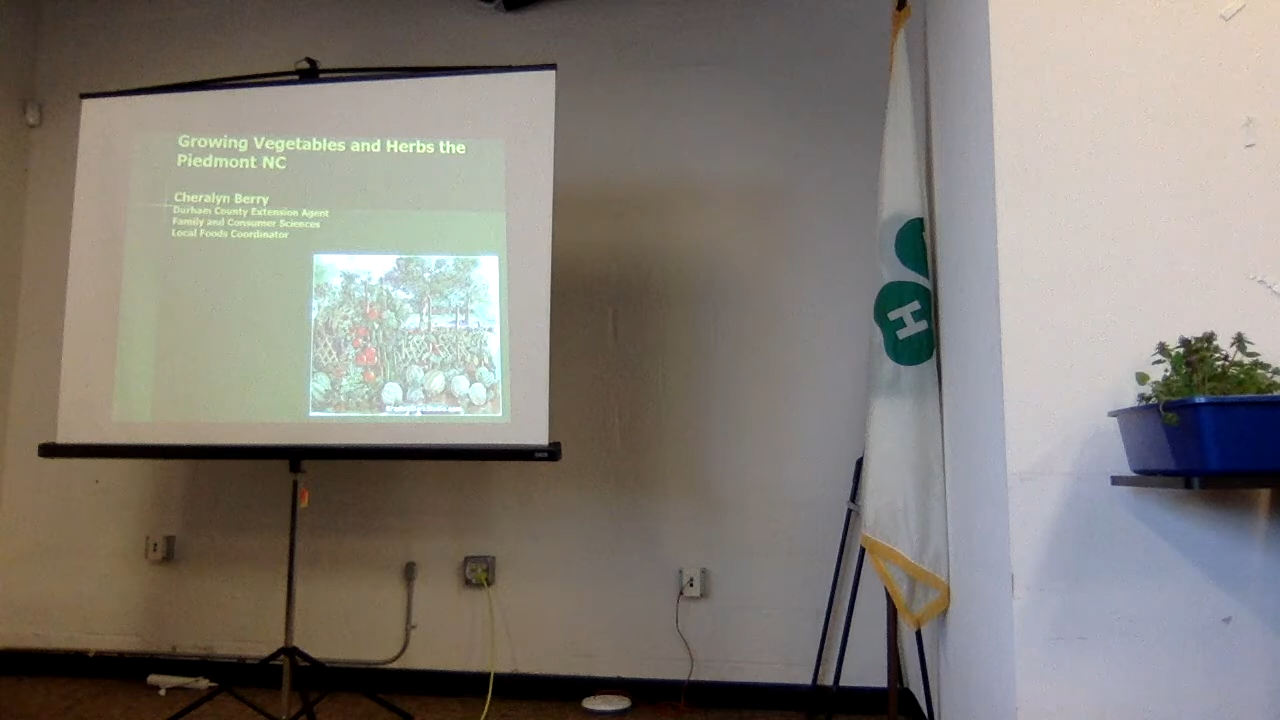 Growing Vegetables and Herbs the
Piedmont NC
Cheralyn Berry
Durham County Extension Agent
Family and Consumer Sciences
Local Foods Coordinator
H